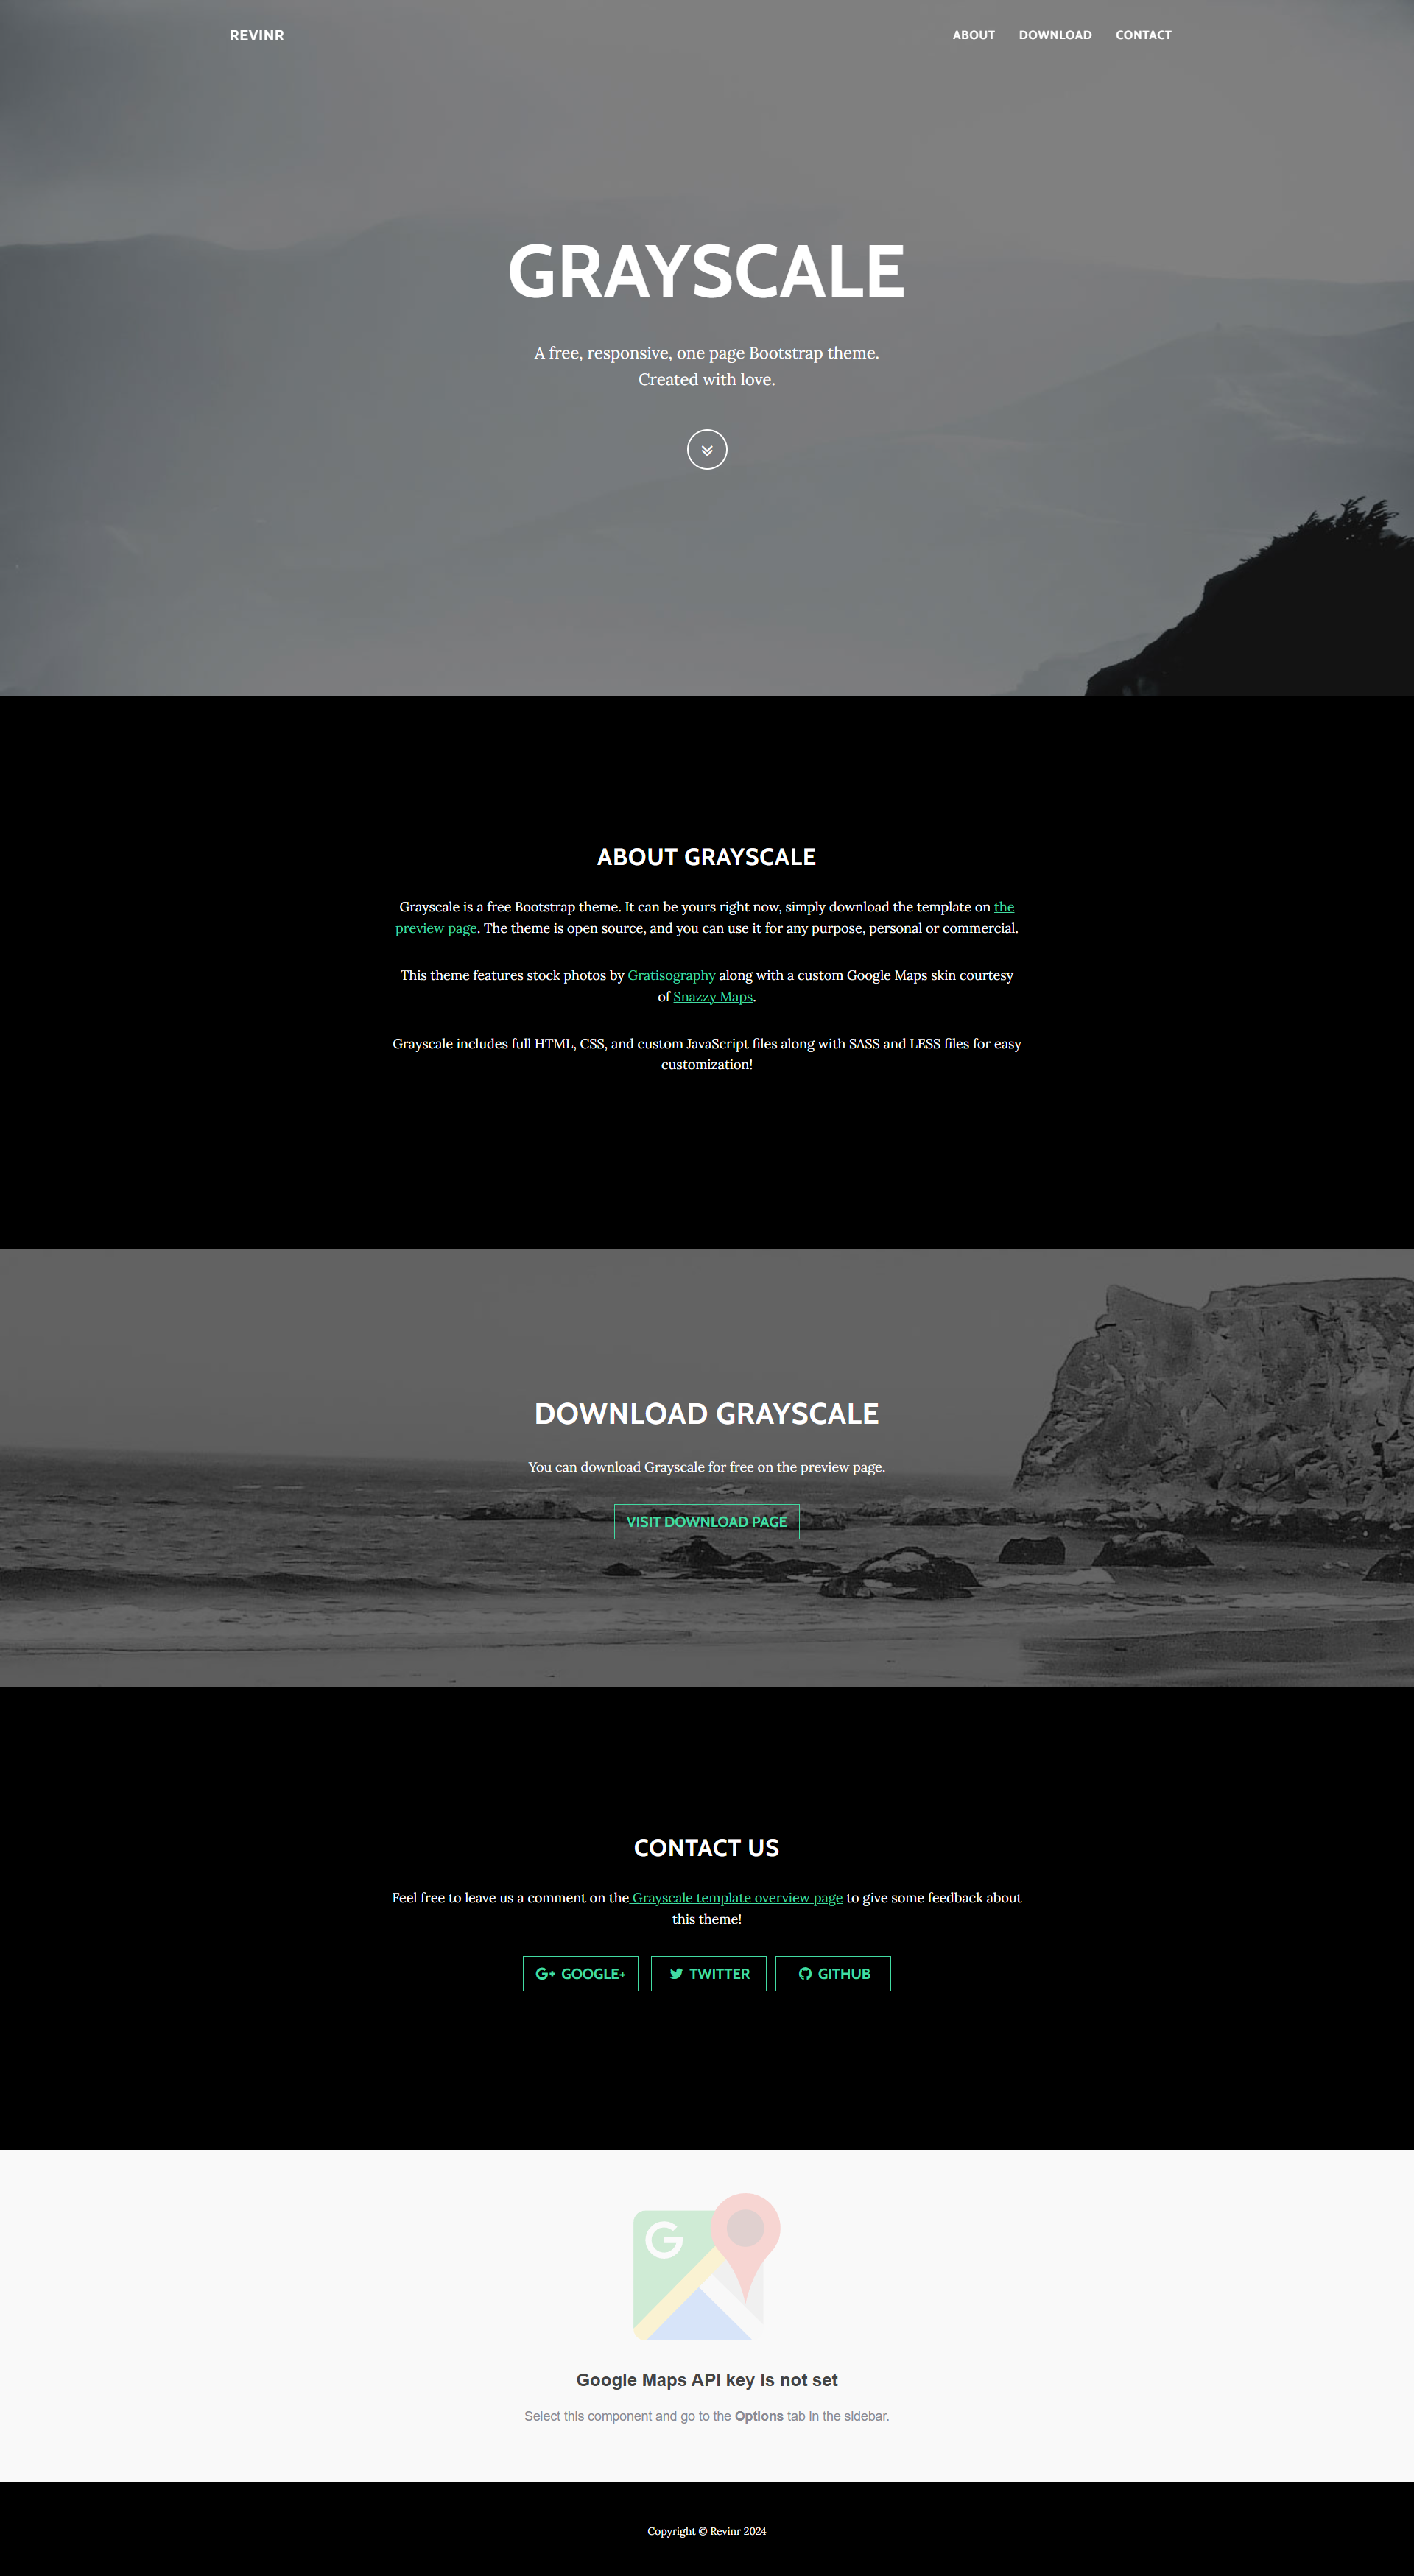 REVINR
ABOUT DOWNLOAD CONTACT
GRAYSCALE
A free, responsive, one page Bootstrap theme.
Created with love.
ABOUT GRAYSCALE
Grayscale is a free Bootstrap theme. It can be yours right now, simply download the template on the
preview page. The theme is open source, and you can use it for any purpose, personal or commercial.
This theme features stock photos by Gratisography along with a custom Google Maps skin courtesy
of Snazzy Maps.
Grayscale includes full HTML, CSS, and custom JavaScript files along with SASS and LESS files for easy
customization!
DOWNLOAD GRAYSCALE
You can download Grayscale for free on the preview page.
VISIT DOWNLOAD PAGE
CONTACT US
Feel free to leave us a comment on the Grayscale template overview page to give some feedback about
this theme!
G+ GOOGLE+ TWITTER GITHUB
G
Google Maps API key is not set
Select this component and go to the Options tab in the sidebar.
Copyright © Revinr 2024